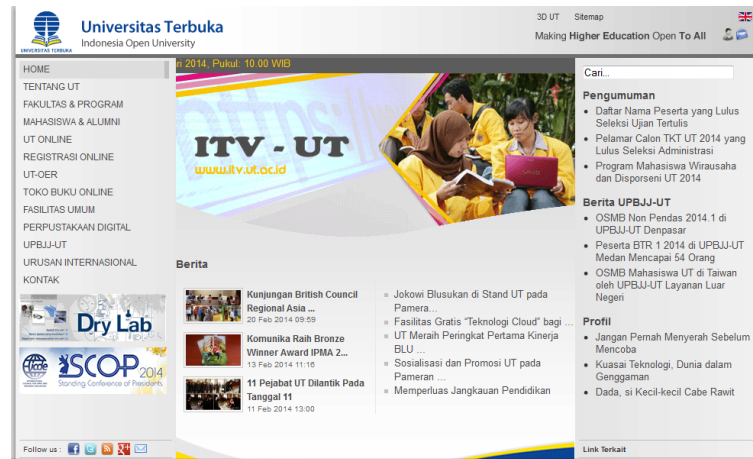 3D UT Sitemap
Universitas Terbuka
Indonesia Open University
UNIVERSITAS TERBUKA
Making Higher Education Open To All
HOME
TENTANG UT
FAKULTAS & PROGRAM
MAHASISWA & ALUMNI
UT ONLINE
REGISTRASI ONLINE
UT-OER
TOKO BUKU ONLINE
FASILITAS UMUM
PERPUSTAKAAN DIGITAL
UPBJJ-UT
URUSAN INTERNASIONAL
KONTAK
Dry Lab
ISCOP 2014
Standing Conference of Presidents
Follow us :
n 2014, Pukul: 10.00 WIB
https:
ITV - UT
www.itv.ut.ac.id
Berita
Kunjungan British Council
Regional Asia ...
20 Feb 2014 09:59
Komunika Raih Bronze
Winner Award IPMA 2...
13 Feb 2014 11:16
11 Pejabat UT Dilantik Pada
Tanggal 11
11 Feb 2014 13:00
Jokowi Blusukan di Stand UT pada
Pamera...
Fasilitas Gratis "Teknologi Cloud" bagi ...
UT Meraih Peringkat Pertama Kinerja
BLU ...
Sosialisasi dan Promosi UT pada
Pameran ...
Memperluas Jangkauan Pendidikan
Cari...
Pengumuman
Daftar Nama Peserta yang Lulus
Seleksi Ujian Tertulis
Pelamar Calon TKT UT 2014 yang
Lulus Seleksi Administrasi
Program Mahasiswa Wirausaha
dan Disporseni UT 2014
Berita UPBJJ-UT
OSMB Non Pendas 2014.1 di
UPBJJ-UT Denpasar
Peserta BTR 1 2014 di UPBJJ-UT
Medan Mencapai 54 Orang
OSMB Mahasiswa UT di Taiwan
oleh UPBJJ-UT Layanan Luar
Negeri
Profil
Jangan Pernah Menyerah Sebelum
Mencoba
Kuasai Teknologi, Dunia dalam
Genggaman
Dada, si Kecil-kecil Cabe Rawit
Link Terkait